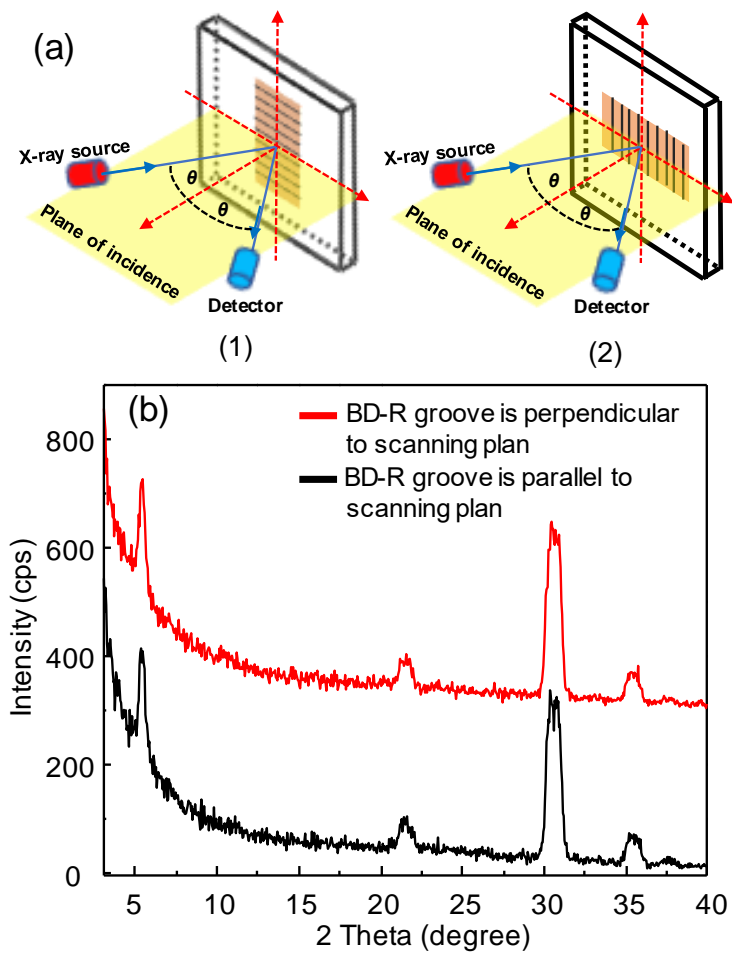 (a)
X-ray source
θ
θ
Plane of incidence
Detector
(1)
X-ray source
θ
θ
Plane of incidence
Detector
(2)
(b)
BD-R groove is perpendicular
to scanning plan
BD-R groove is parallel to
scanning plan
Intensity (cps)
800
600
400
200
0
5
10
15
20
25
30
35
40
2 Theta (degree)